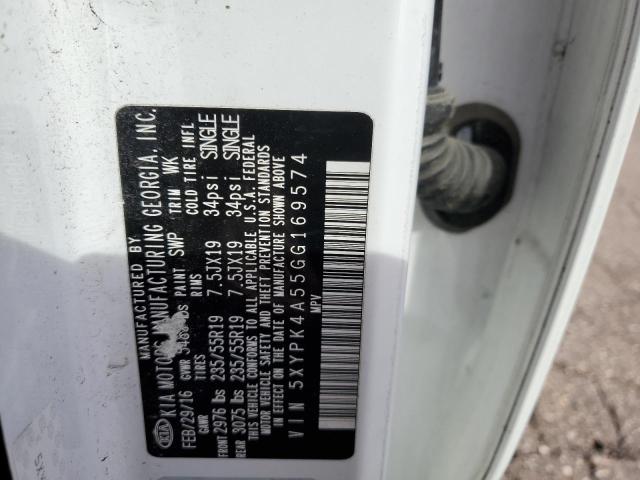 KIA
MANUFACTURED BY
KIA MOTORS MANUFACTURING GEORGIA, INC.
FEB/29/16 GVWR PAINT SWP TRIM WK
GAWR TIRES RIMS COLD TIRE INFL
FRONT 2976 lbs 235/55R19 7.5JX19 34psi SINGLE
REAR 3075 lbs 235/55R19 7.5JX19 34psi SINGLE
THIS VEHICLE CONFORMS TO ALL APPLICABLE U.S.A. FEDERAL
MOTOR VEHICLE SAFETY AND THEFT PREVENTION STANDARDS
IN EFFECT ON THE DATE OF MANUFACTURE SHOWN ABOVE
VIN 5XYPK4A55GG169574
MPV